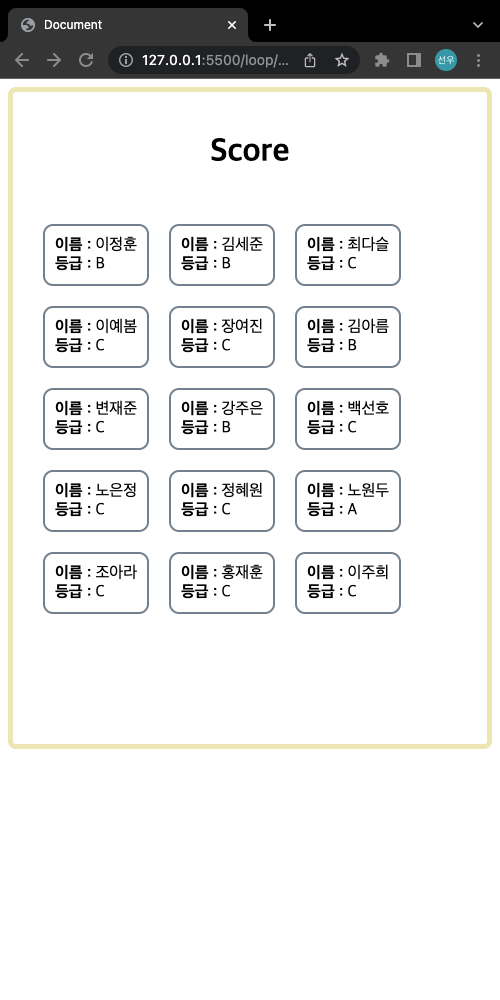 Document
127.0.0.1:5500/loop/...
선우
Score
이름 : 이정훈
등급 : B
이름 : 김세준
등급 : B
이름 : 최다슬
등급 : C
이름 : 이예봄
등급 : C
이름 : 장여진
등급 : C
이름 : 김아름
등급 : B
이름 : 변재준
등급 : C
이름 : 강주은
등급 : B
이름 : 백선호
등급 : C
이름 : 노은정
등급 : C
이름 : 정혜원
등급 : C
이름 : 노원두
등급 : A
이름 : 조아라
등급 : C
이름 : 홍재훈
등급 : C
이름 : 이주희
등급 : C